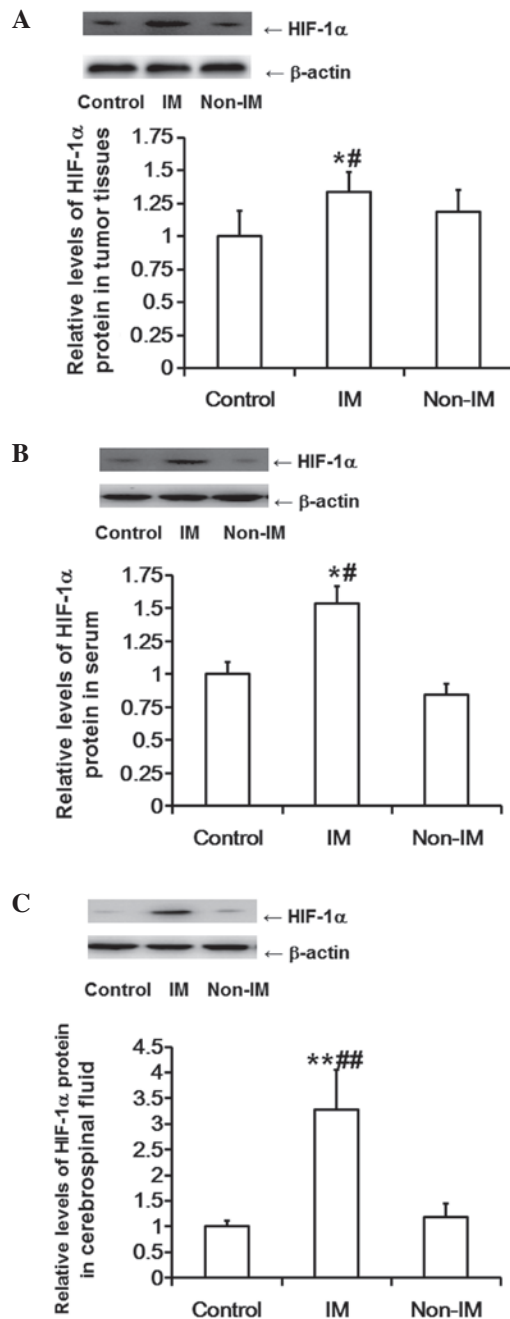 A
← HIF-1α
← β-actin
Control IM Non-IM
Relative levels of HIF-1α
protein in tumor tissues
1.75
1.5
1.25
1
0.75
0.5
0.25
0
*#
Control IM Non-IM
B
← HIF-1α
← β-actin
Control IM Non-IM
Relative levels of HIF-1α
protein in serum
1.75
1.5
1.25
1
0.75
0.5
0.25
0
*#
Control IM Non-IM
C
← HIF-1α
← β-actin
Control IM Non-IM
Relative levels of HIF-1α protein
in cerebrospinal fluid
4.5
4
3.5
3
2.5
2
1.5
1
0.5
0
**##
Control IM Non-IM